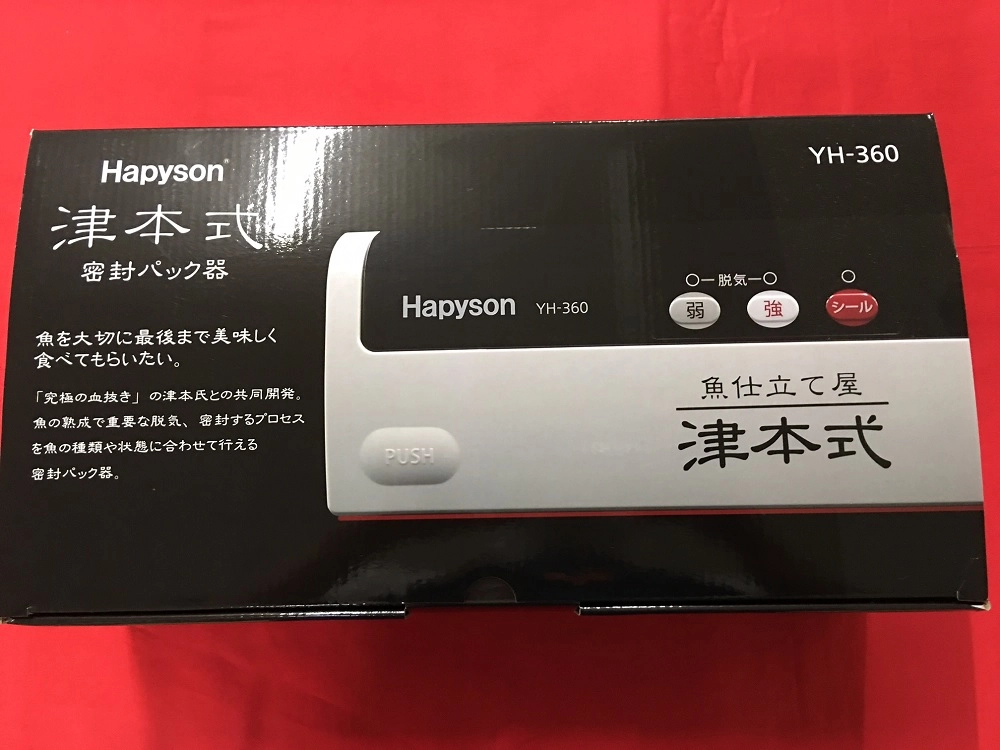 Hapyson®
津本式
密封パック器
魚を大切に最後まで美味しく
食べてもらいたい。
「究極の血抜き」の津本氏との共同開発。
魚の熟成で重要な脱気、密封するプロセス
を魚の種類や状態に合わせて行える
密封パック器。
YH-360
Hapyson YH-360
脱気
弱 強 シール
PUSH
魚仕立て屋
津本式